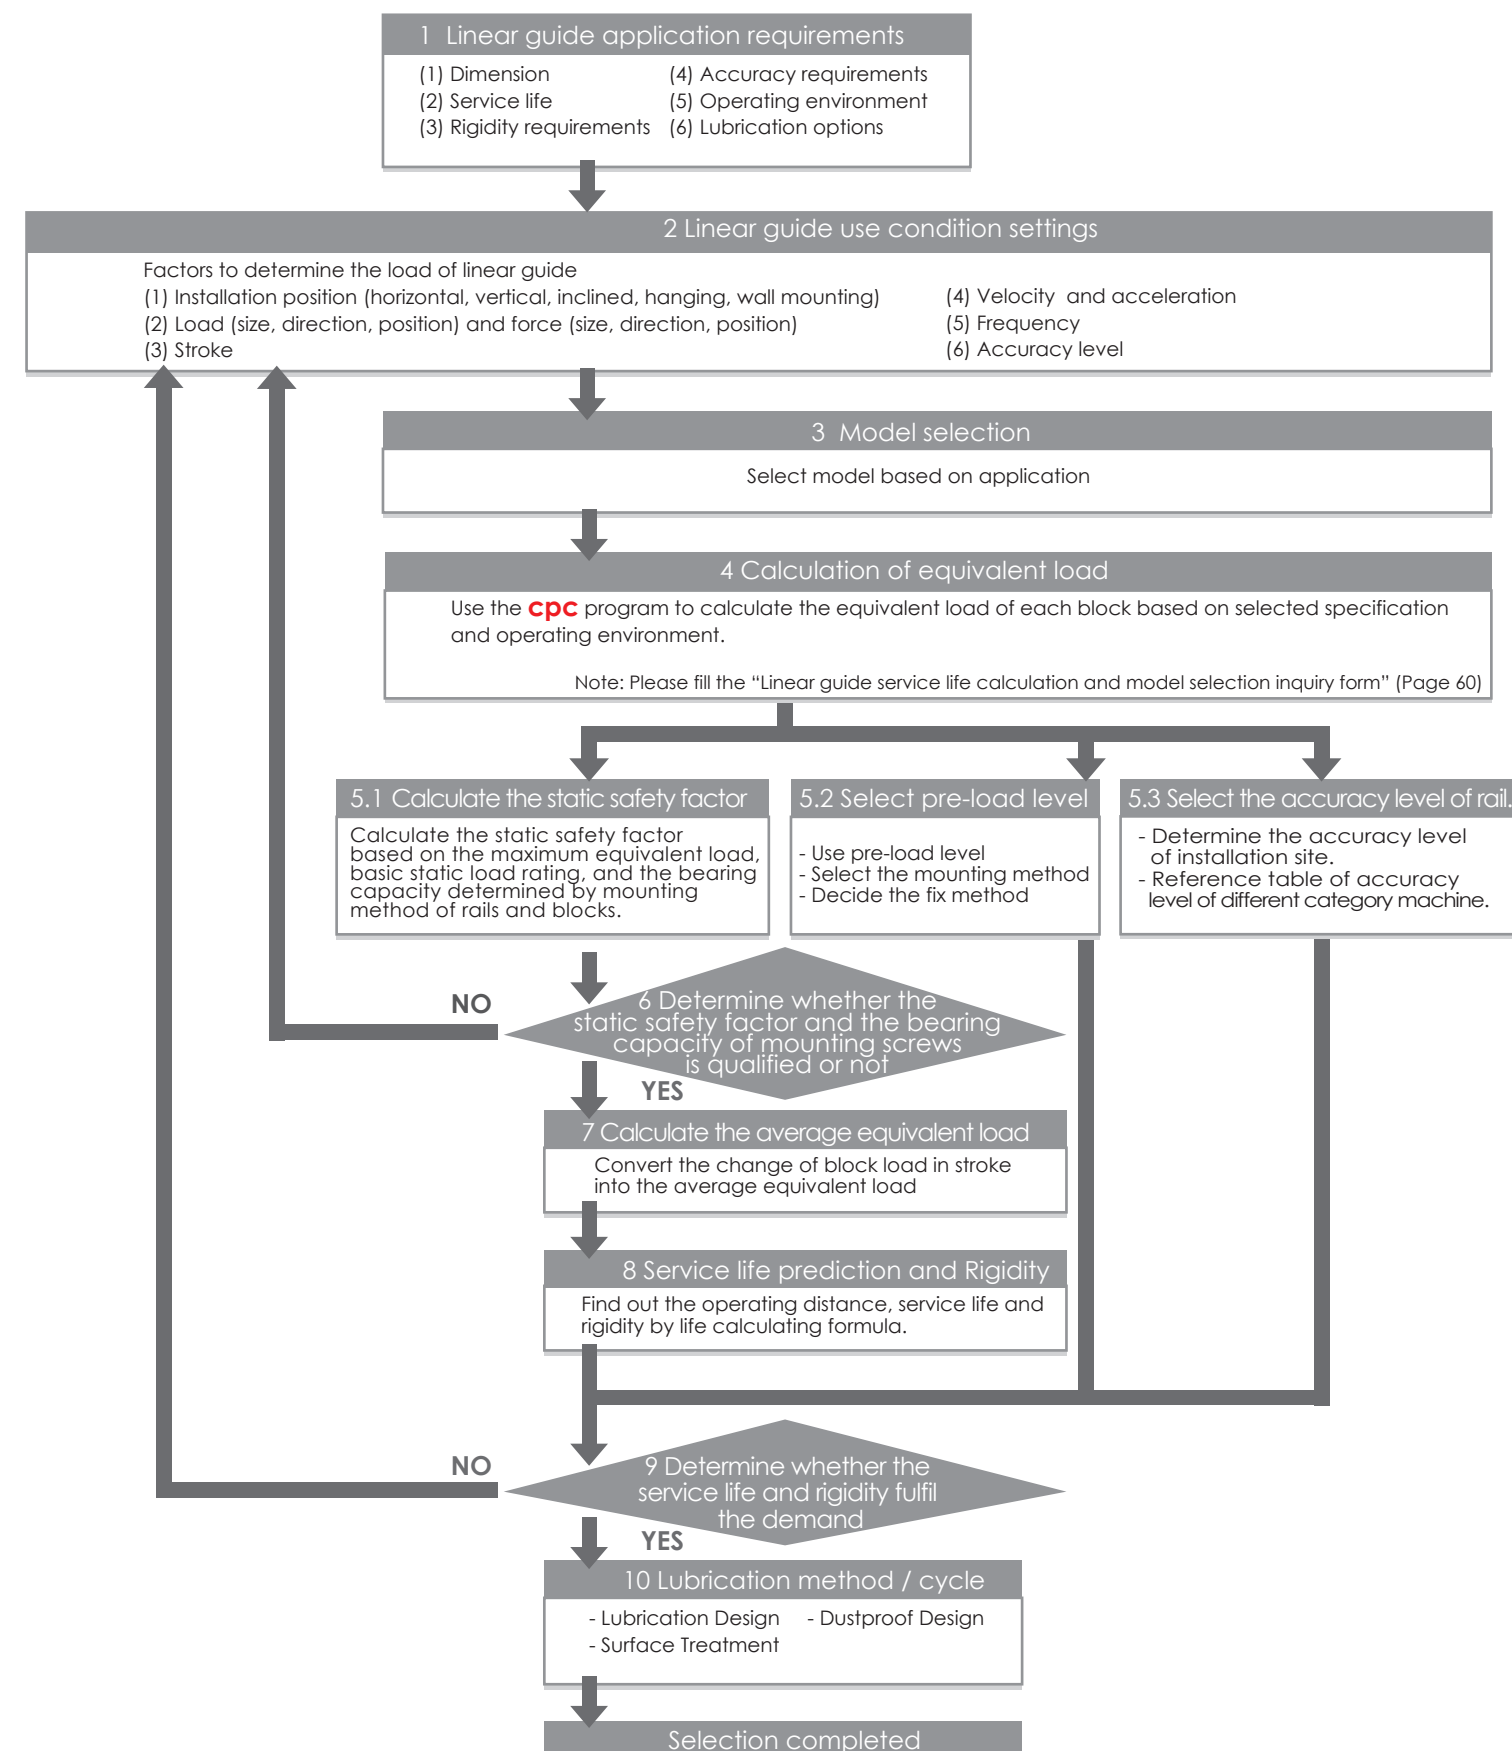 1 Linear guide application requirements
(1) Dimension
(2) Service life
(3) Rigidity requirements
(4) Accuracy requirements
(5) Operating environment
(6) Lubrication options
2 Linear guide use condition settings
Factors to determine the load of linear guide
(1) Installation position (horizontal, vertical, inclined, hanging, wall mounting)
(2) Load (size, direction, position) and force (size, direction, position)
(3) Stroke
(4) Velocity and acceleration
(5) Frequency
(6) Accuracy level
3 Model selection
Select model based on application
4 Calculation of equivalent load
Use the cpc program to calculate the equivalent load of each block based on selected specification
and operating environment.
Note: Please fill the “Linear guide service life calculation and model selection inquiry form” (Page 60)
5.1 Calculate the static safety factor
Calculate the static safety factor
based on the maximum equivalent load,
basic static load rating, and the bearing
capacity determined by mounting
method of rails and blocks.
5.2 Select pre-load level
- Use pre-load level
- Select the mounting method
- Decide the fix method
5.3 Select the accuracy level of rail.
- Determine the accuracy level
of installation site.
- Reference table of accuracy
level of different category machine.
NO
6 Determine whether the
static safety factor and the bearing
capacity of mounting screws
is qualified or not
YES
7 Calculate the average equivalent load
Convert the change of block load in stroke
into the average equivalent load
8 Service life prediction and Rigidity
Find out the operating distance, service life and
rigidity by life calculating formula.
NO
9 Determine whether the
service life and rigidity fulfil
the demand
YES
10 Lubrication method / cycle
- Lubrication Design - Dustproof Design
- Surface Treatment
Selection completed